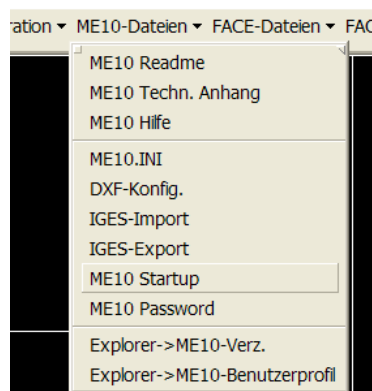 ration ME10-Dateien FACE-Dateien FAC
ME10 Readme
ME10 Techn. Anhang
ME10 Hilfe
ME10.INI
DXF-Konfig.
IGES-Import
IGES-Export
ME10 Startup
ME10 Password
Explorer->ME10-Verz.
Explorer->ME10-Benutzerprofil